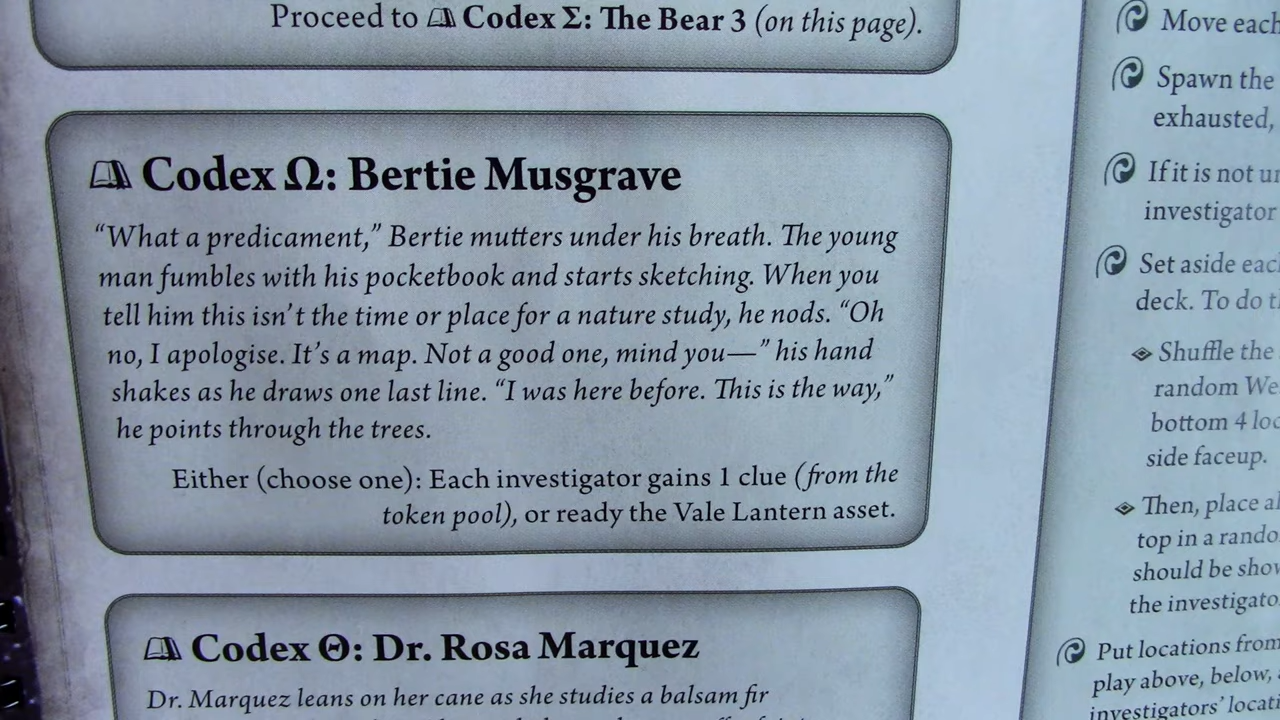 Proceed to Codex Σ: The Bear 3 (on this page).
Codex Ω: Bertie Musgrave
“What a predicament,” Bertie mutters under his breath. The young
man fumbles with his pocketbook and starts sketching. When you
tell him this isn’t the time or place for a nature study, he nods. “Oh
no, I apologise. It’s a map. Not a good one, mind you—” his hand
shakes as he draws one last line. “I was here before. This is the way,”
he points through the trees.
Either (choose one): Each investigator gains 1 clue (from the
token pool), or ready the Vale Lantern asset.
Codex Θ: Dr. Rosa Marquez
Dr. Marquez leans on her cane as she studies a balsam fir
Move each
Spawn the
exhausted,
If it is not
investigator
Set aside
deck. To do
Shuffle the
random
bottom 4
side faceup.
Then, place
top in a
should be
the
Put locations from
play above, below,
investigators’